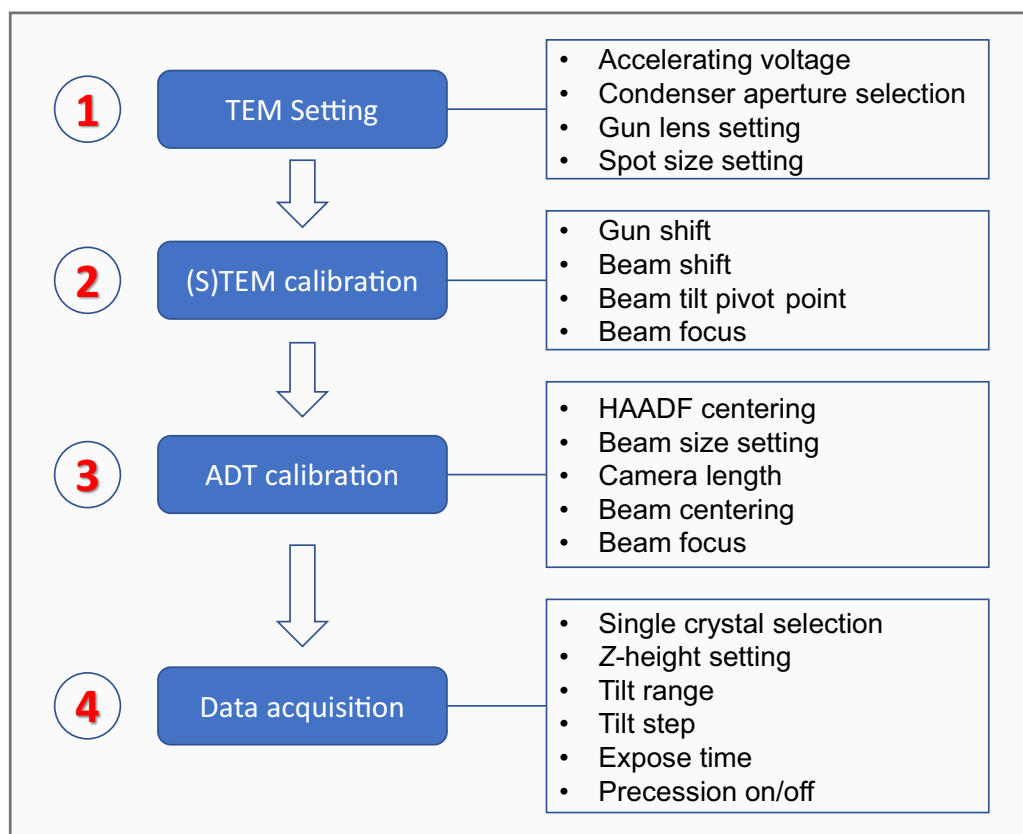 1
TEM Setting
• Accelerating voltage
• Condenser aperture selection
• Gun lens setting
• Spot size setting
2
(S)TEM calibration
• Gun shift
• Beam shift
• Beam tilt pivot point
• Beam focus
3
ADT calibration
• HAADF centering
• Beam size setting
• Camera length
• Beam centering
• Beam focus
4
Data acquisition
• Single crystal selection
• Z-height setting
• Tilt range
• Tilt step
• Expose time
• Precession on/off